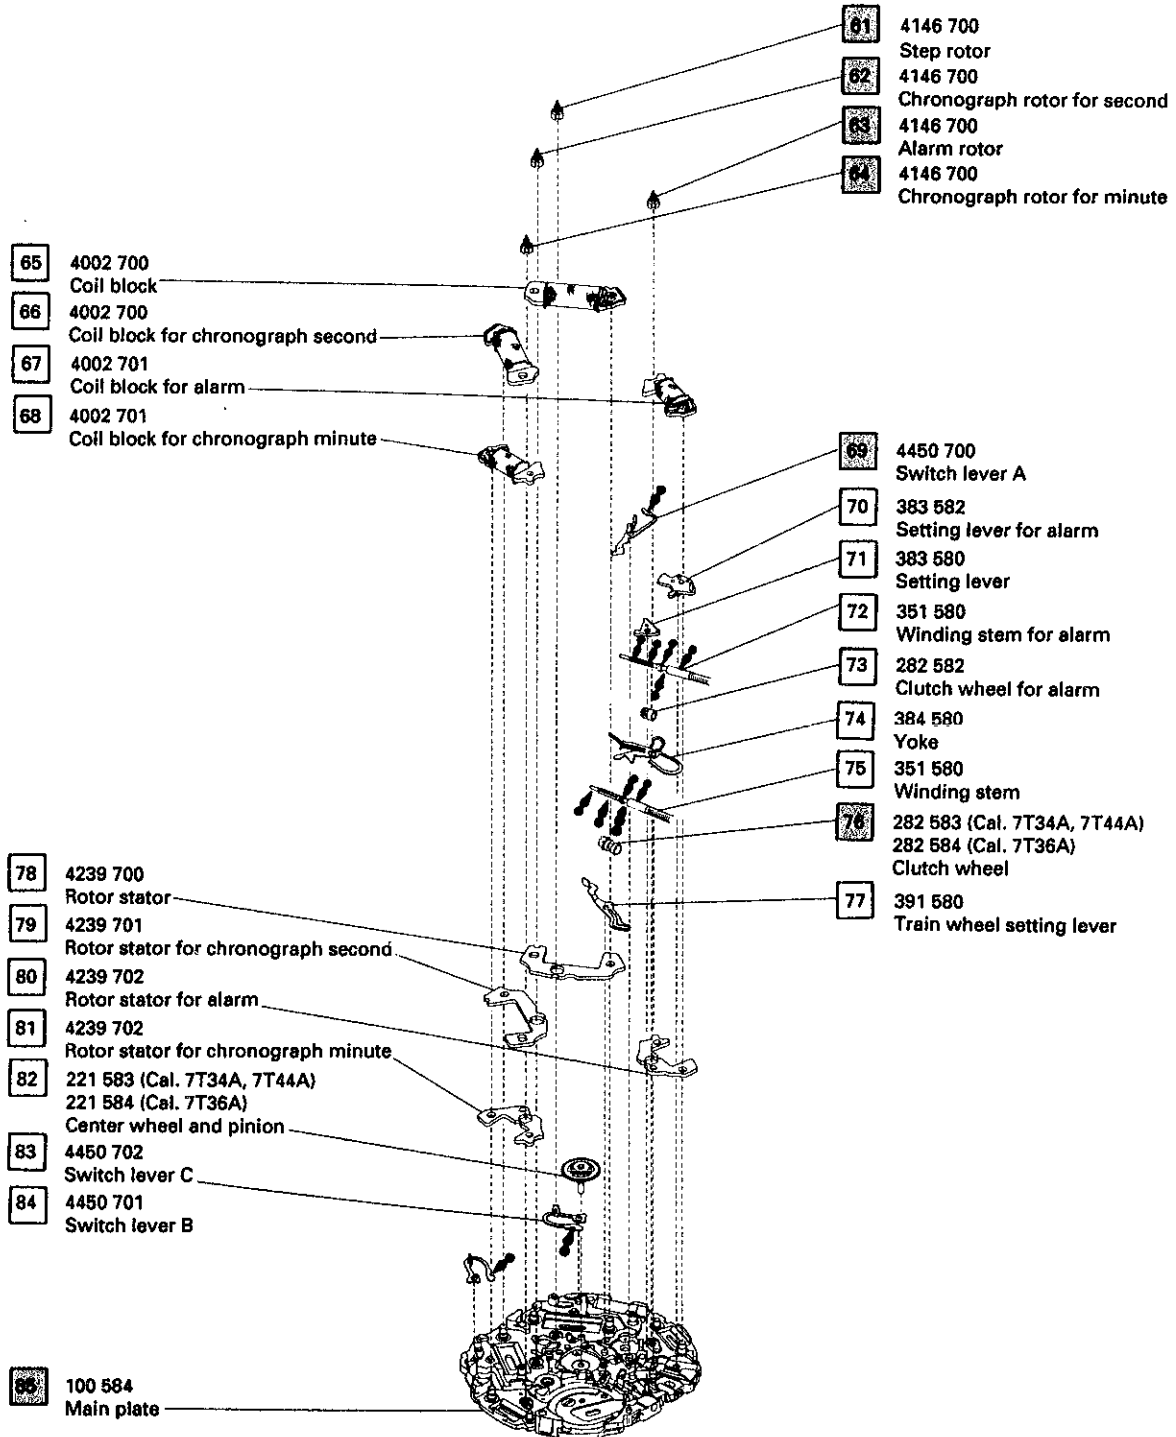 61 4146 700
Step rotor
62 4146 700
Chronograph rotor for second
63 4146 700
Alarm rotor
64 4146 700
Chronograph rotor for minute
65 4002 700
Coil block
66 4002 700
Coil block for chronograph second
67 4002 701
Coil block for alarm
68 4002 701
Coil block for chronograph minute
69 4450 700
Switch lever A
70 383 582
Setting lever for alarm
71 383 580
Setting lever
72 351 580
Winding stem for alarm
73 282 582
Clutch wheel for alarm
74 384 580
Yoke
75 351 580
Winding stem
76 282 583 (Cal. 7T34A, 7T44A)
282 584 (Cal. 7T36A)
Clutch wheel
77 391 580
Train wheel setting lever
78 4239 700
Rotor stator
79 4239 701
Rotor stator for chronograph second
80 4239 702
Rotor stator for alarm
81 4239 702
Rotor stator for chronograph minute
82 221 583 (Cal. 7T34A, 7T44A)
221 584 (Cal. 7T36A)
Center wheel and pinion
83 4450 702
Switch lever C
84 4450 701
Switch lever B
85 100 584
Main plate